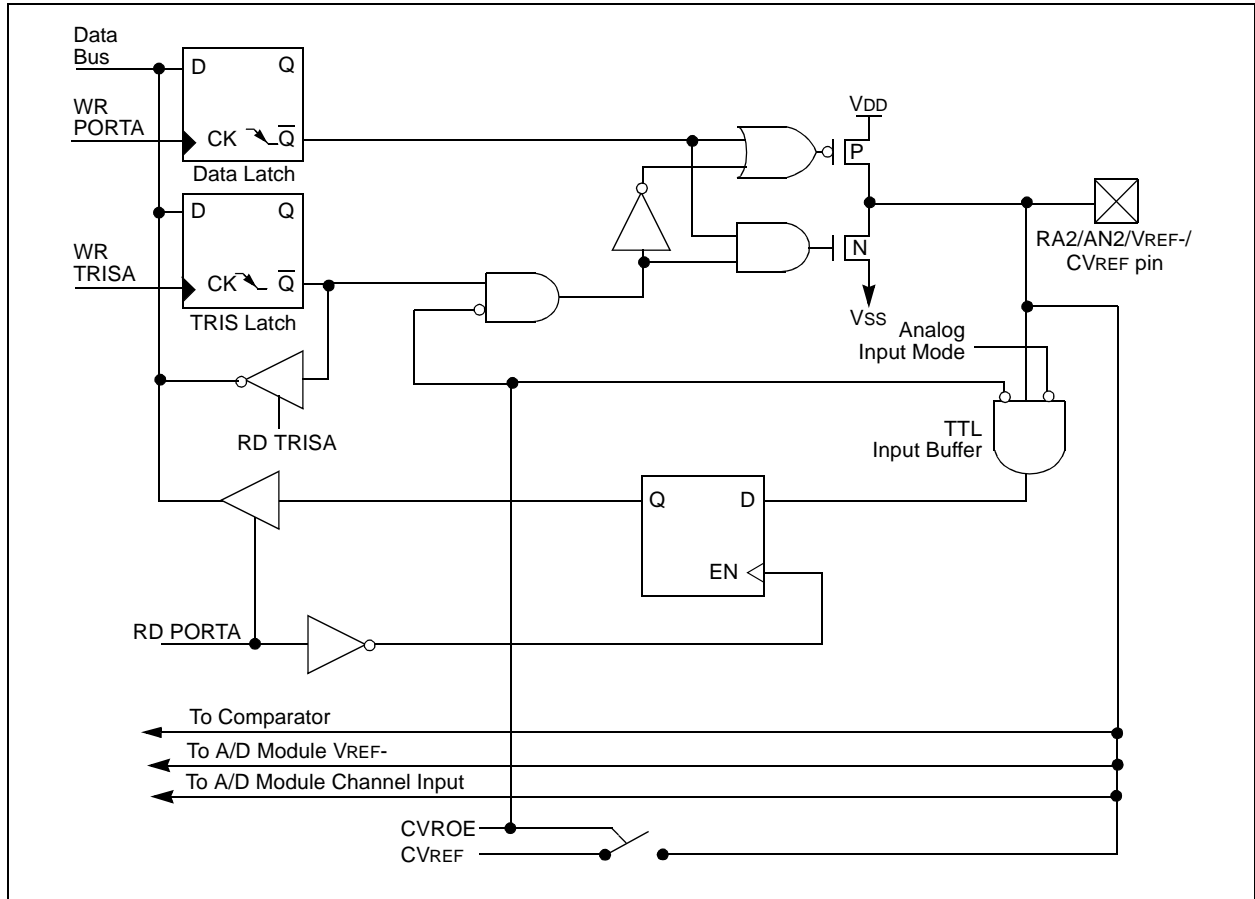 Data
Bus
D Q
WR
PORTA
CK Q
Data Latch
D Q
WR
TRISA
CK Q
TRIS Latch
RD TRISA
VDD
P
N
VSS
RA2/AN2/VREF-/
CVREF pin
Analog
Input Mode
TTL
Input Buffer
Q D
EN
RD PORTA
To Comparator
To A/D Module VREF-
To A/D Module Channel Input
CVROE
CVREF